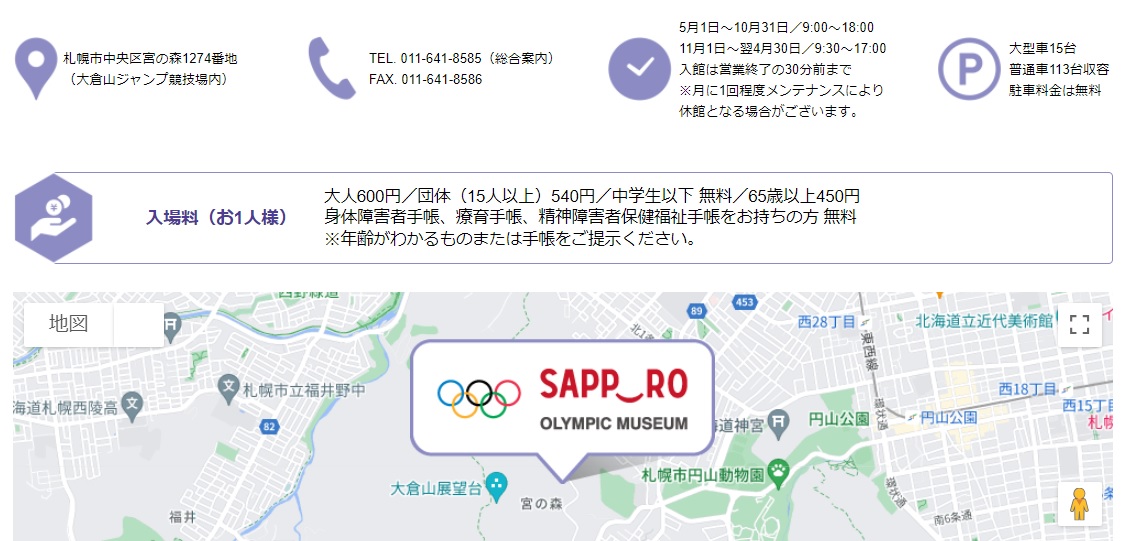 札幌市中央区宮の森1274番地
（大倉山ジャンプ競技場内）
TEL. 011-641-8585（総合案内）
FAX. 011-641-8586
5月1日～10月31日／9:00～18:00
11月1日～翌4月30日／9:30～17:00
入館は営業終了の30分前まで
※月に1回程度メンテナンスにより
休館となる場合がございます。
P
大型車15台
普通車113台収容
駐車料金は無料
入場料（お1人様）
大人600円／団体（15人以上）540円／中学生以下 無料／65歳以上450円
身体障害者手帳、療育手帳、精神障害者保健福祉手帳をお持ちの方 無料
※年齢がわかるものまたは手帳をご提示ください。
地図
西野緑道
89
453
西28丁目
東西線
北海道立近代美術館
北1条
札幌市立福井野中
海道札幌西陵高
82
SAPP RO
OLYMPIC MUSEUM
海道神宮
円山公園
環状通
円山公園
西18丁目
西15丁目
札幌
大倉山展望台
宮の森
札幌市円山動物園
環状通
南6条通
福井